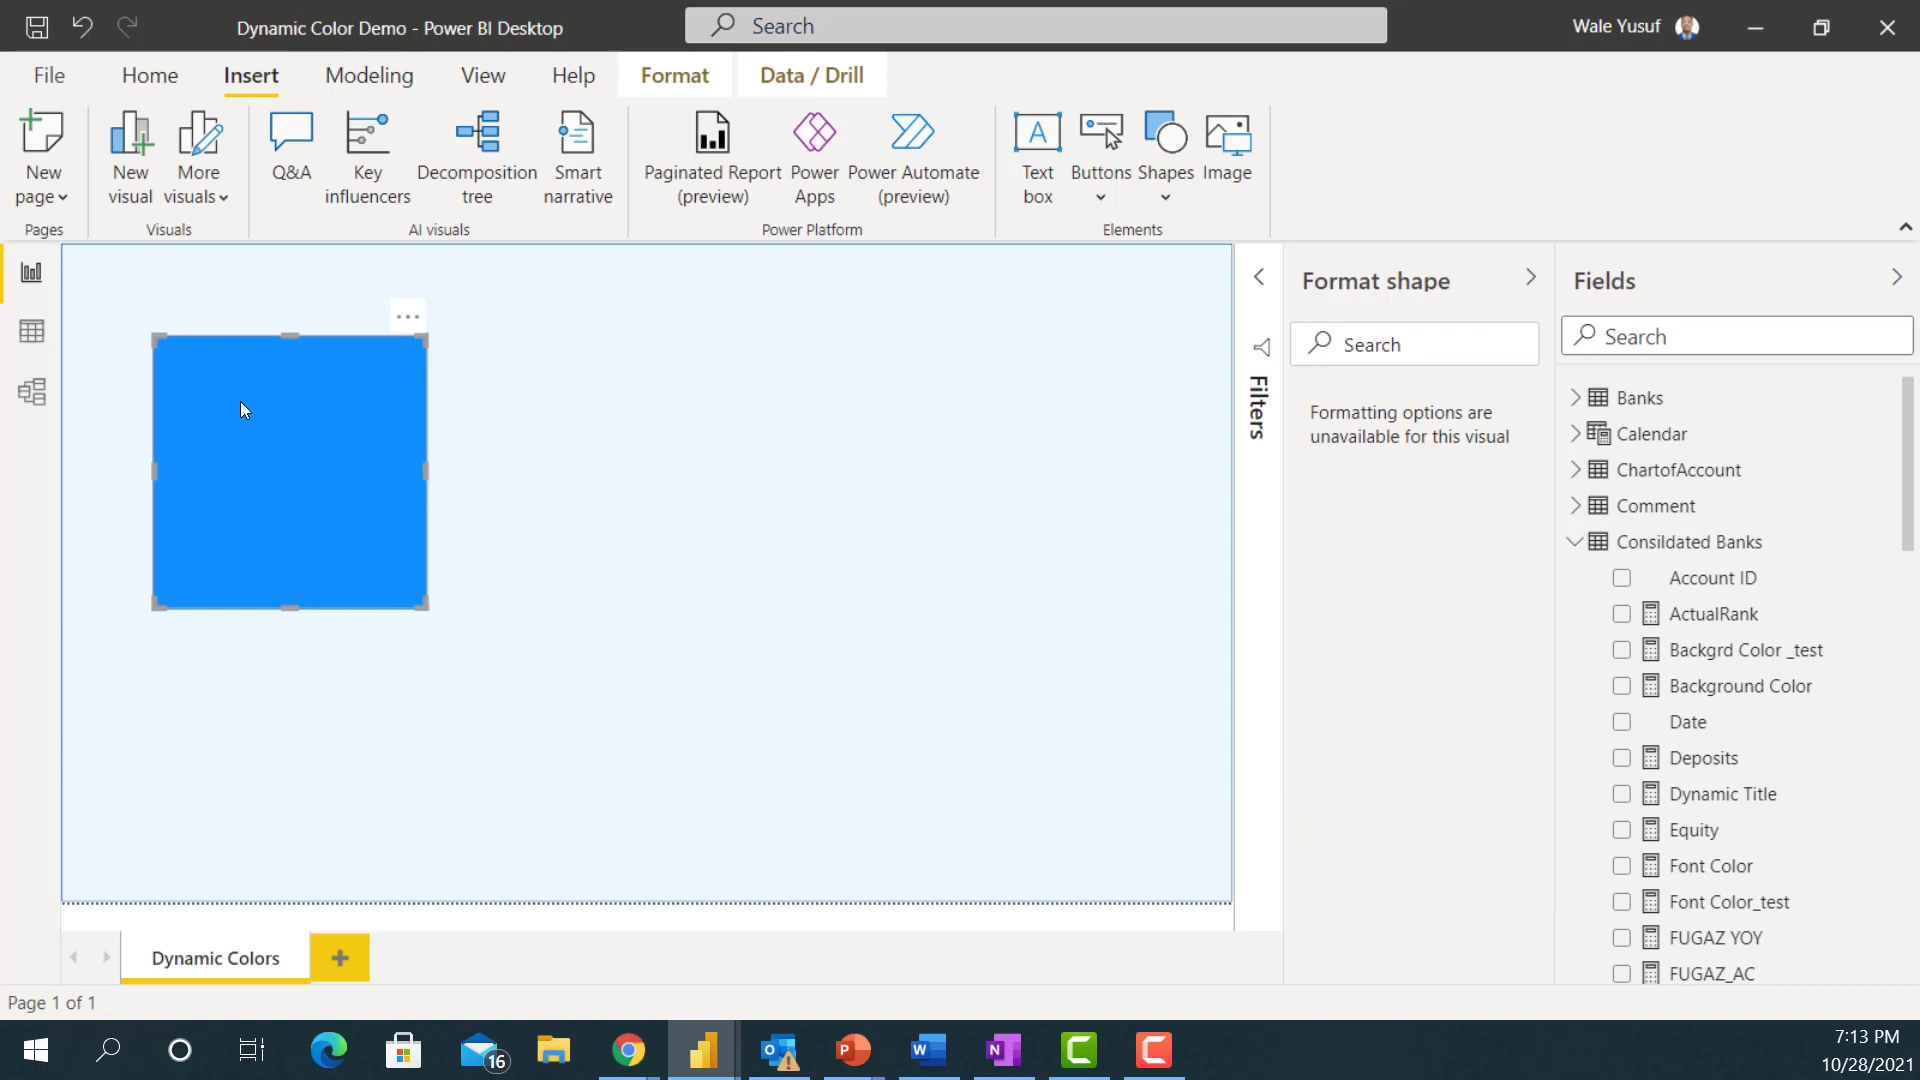 Dynamic Color Demo - Power BI Desktop
Search
Wale Yusuf
File
Home
Insert
Modeling
View
Help
Format
Data / Drill
New
page
New
visual
More
visuals
Q&A
Key
influencers
Decomposition
tree
Smart
narrative
Paginated Report
(preview)
Power
Apps
Power Automate
(preview)
Text
box
Buttons
Shapes
Image
Pages
Visuals
AI visuals
Power Platform
Elements
Filters
Format shape
Search
Formatting options are
unavailable for this visual
Fields
Search
Banks
Calendar
ChartofAccount
Comment
Consildated Banks
Account ID
ActualRank
Backgrd Color _test
Background Color
Date
Deposits
Dynamic Title
Equity
Font Color
Font Color_test
FUGAZ YOY
FUGAZ_AC
Dynamic Colors
Page 1 of 1
16
7:13 PM
10/28/2021